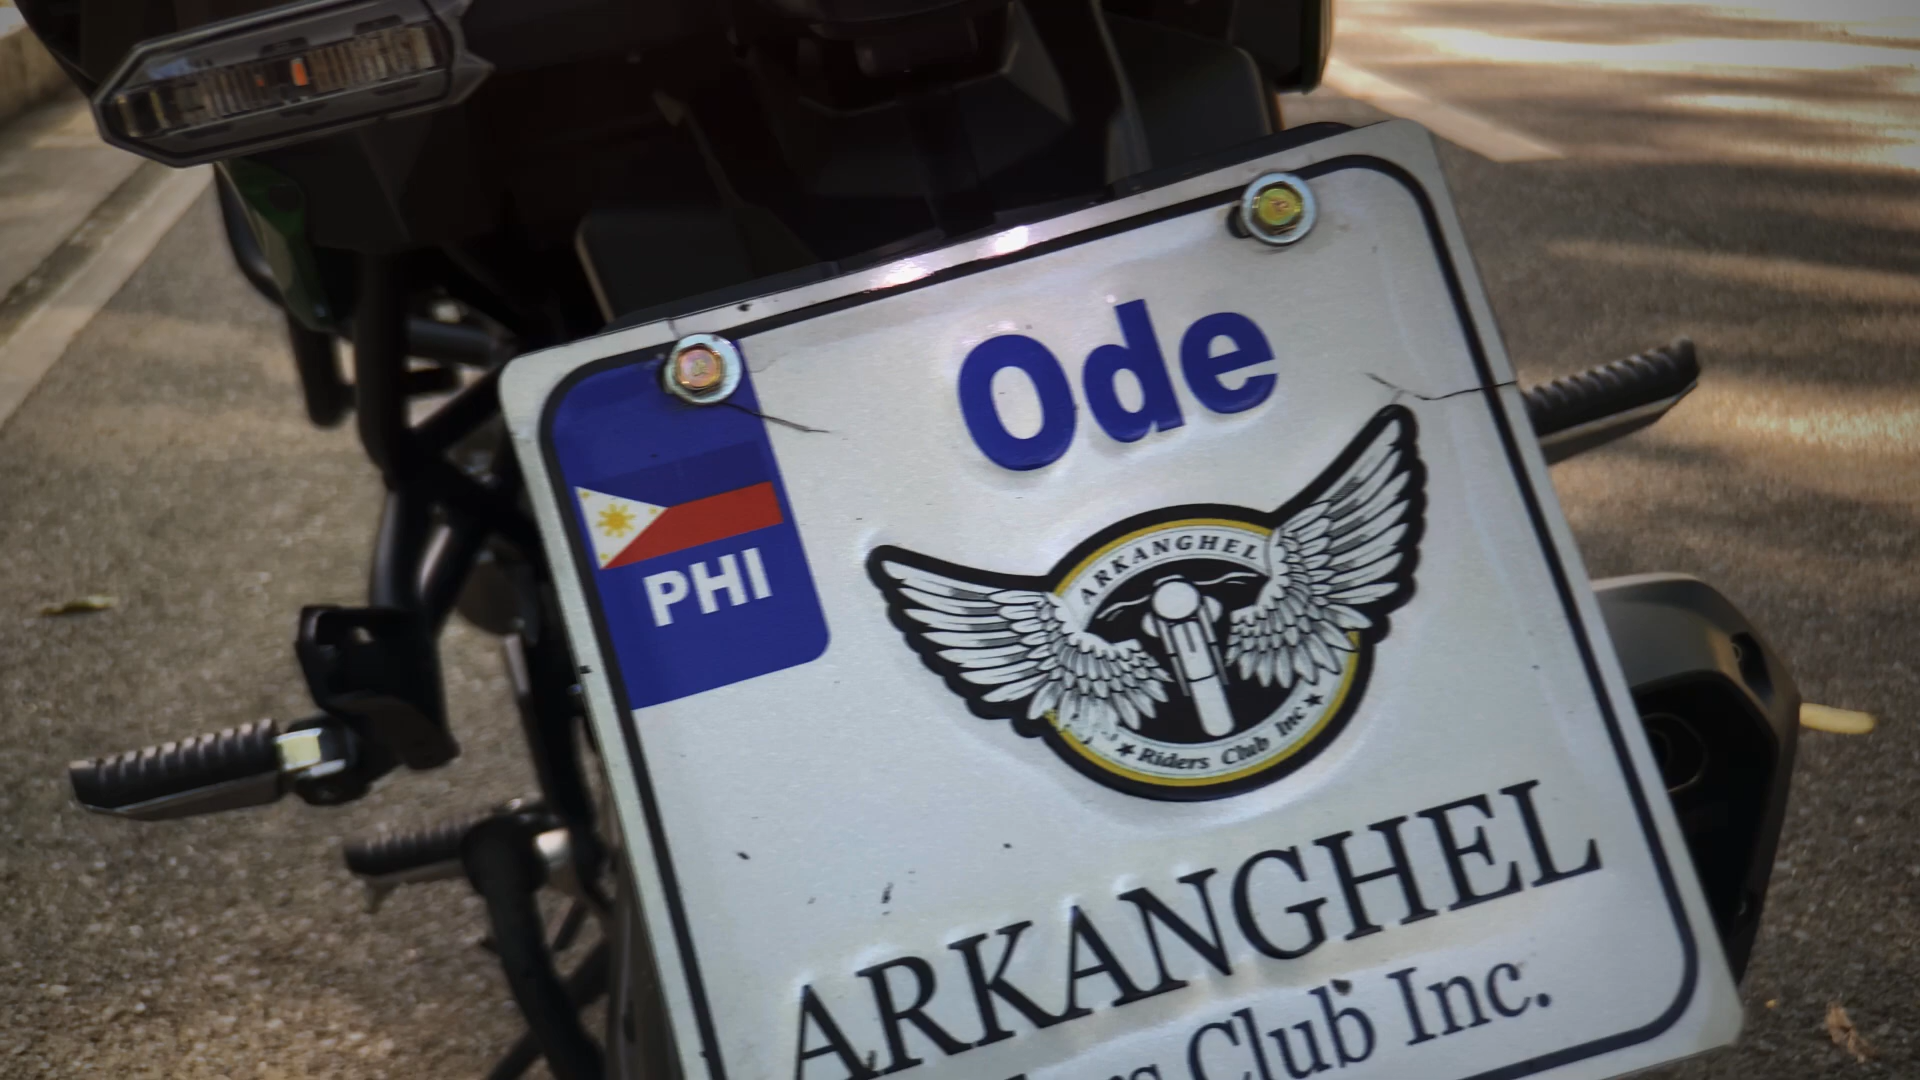 Ode
PHI
ARKANGHEL
Riders Club Inc
ARKANGHEL
Club Inc.